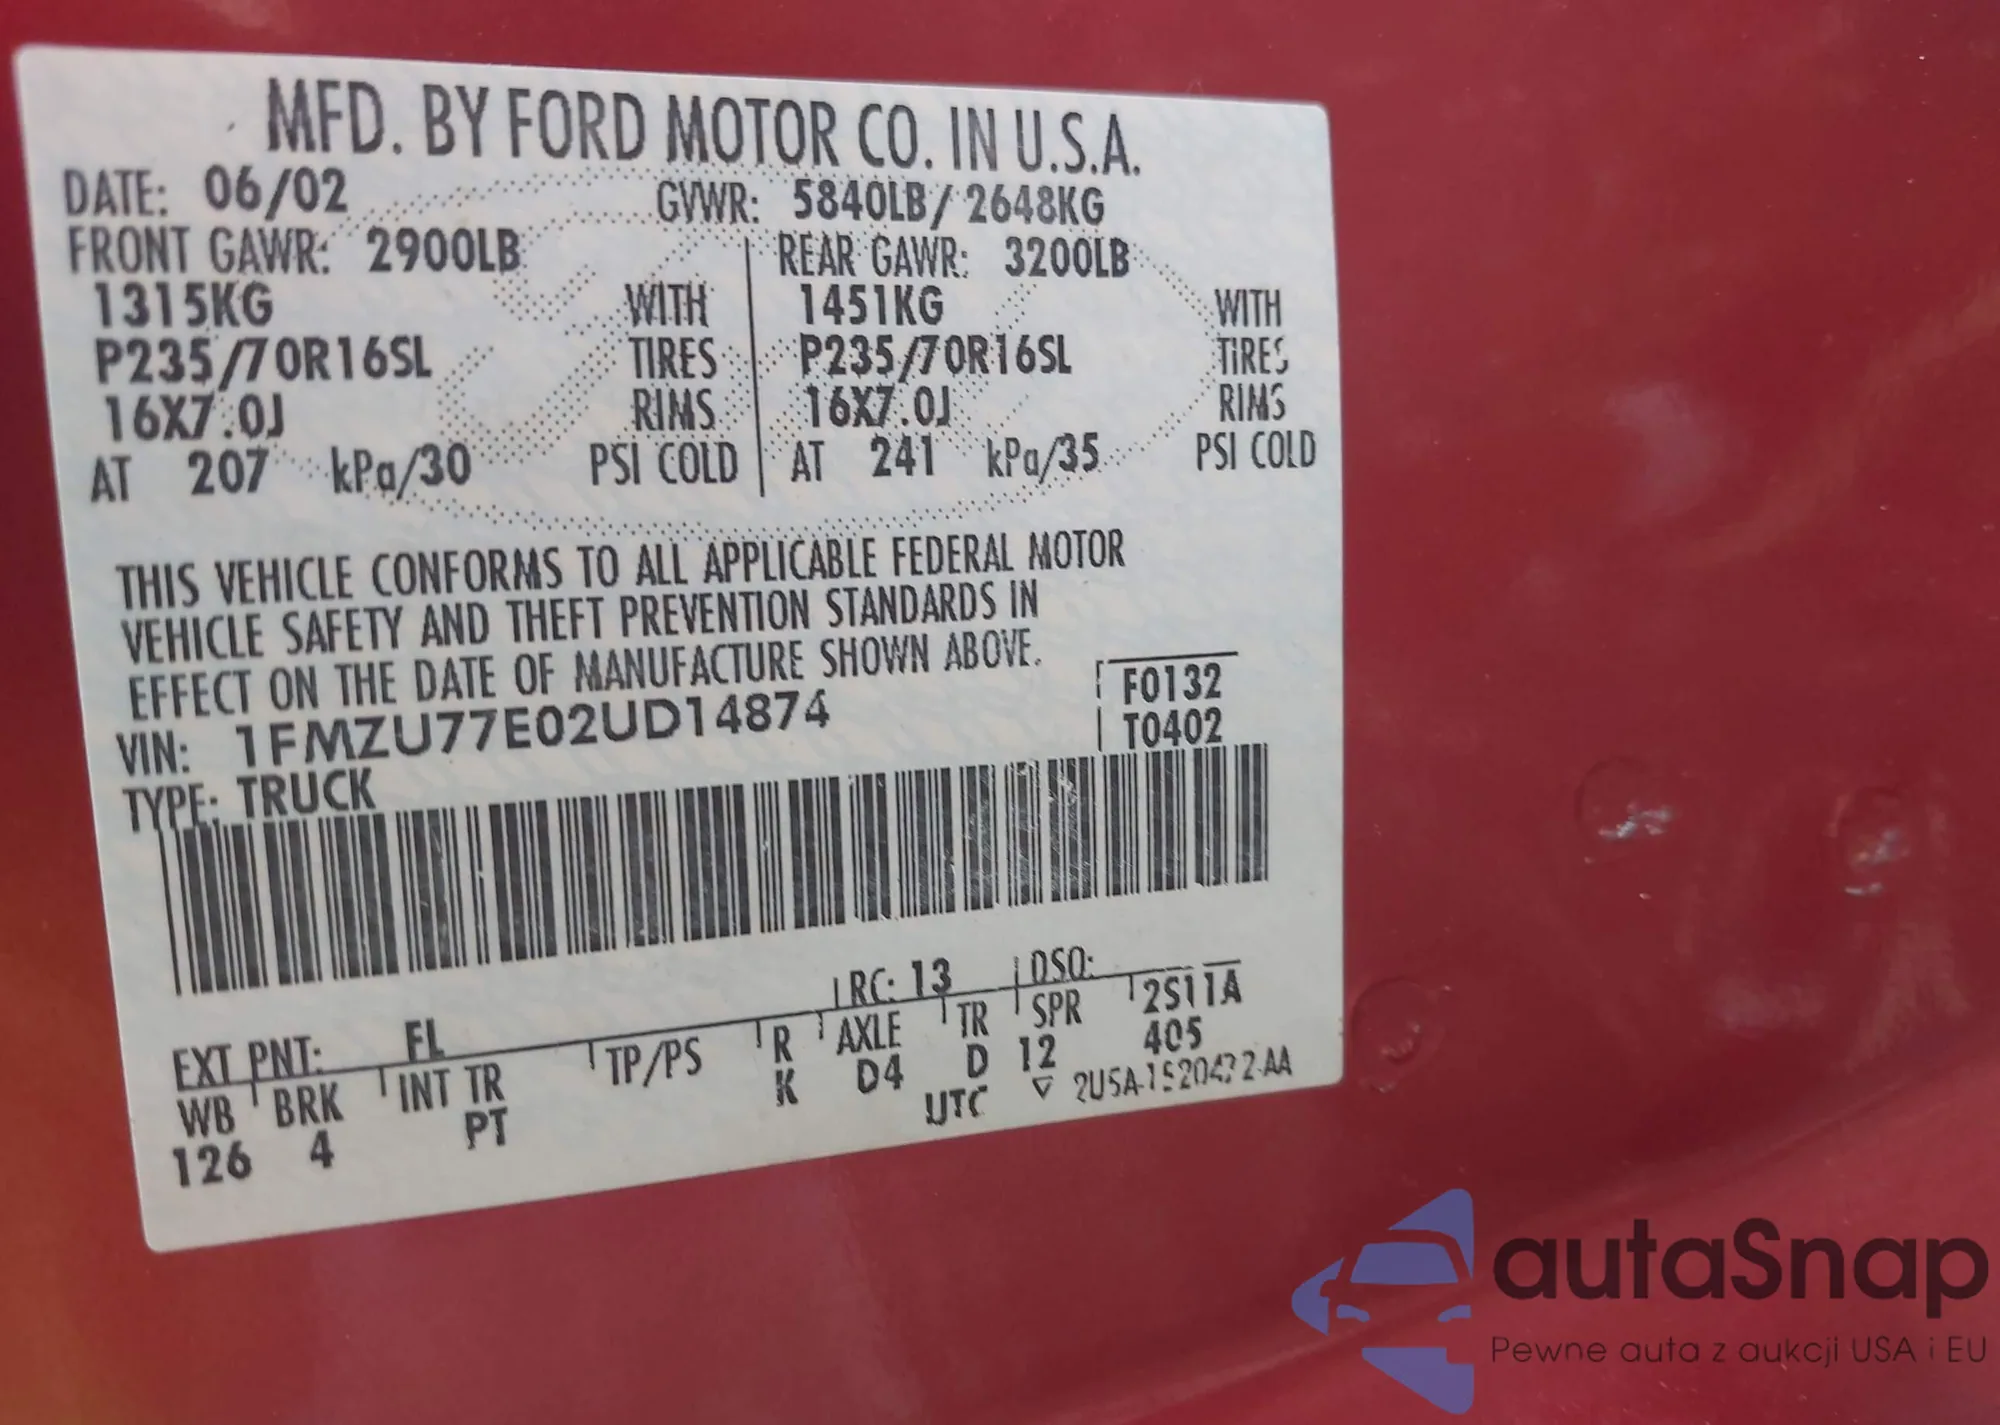 MFD. BY FORD MOTOR CO. IN U.S.A.
DATE: 06/02 GVWR: 5840LB/ 2648KG
FRONT GAWR: 2900LB REAR GAWR: 3200LB
1315KG WITH 1451KG WITH
P235/70R16SL TIRES P235/70R16SL TIRES
16X7.0J RIMS 16X7.0J RIMS
AT 207 kPa/30 PSI COLD AT 241 kPa/35 PSI COLD
THIS VEHICLE CONFORMS TO ALL APPLICABLE FEDERAL MOTOR
VEHICLE SAFETY AND THEFT PREVENTION STANDARDS IN
EFFECT ON THE DATE OF MANUFACTURE SHOWN ABOVE.
VIN: 1FMZU77E02UD14874 F0132
TYPE: TRUCK T0402
EXT PNT: FL RC: 13 DSO:
WB BRK INT TR TP/PS R AXLE TR SPR 2S11A
126 4 PT K D4 D 12 405
UTC ▽
autaSnap
Pewne auta z aukcji USA i EU